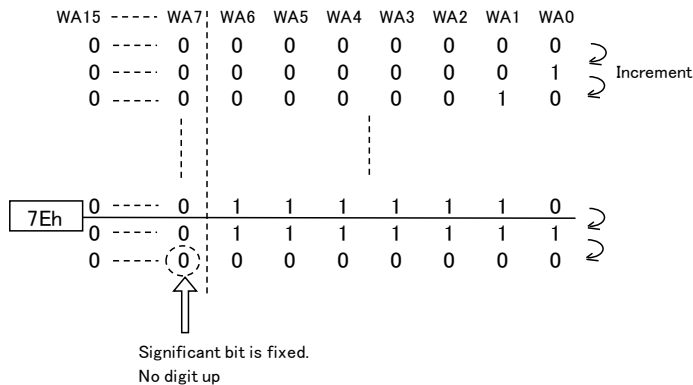 WA15 ------ WA7 WA6 WA5 WA4 WA3 WA2 WA1 WA0
0 ----- 0 0 0 0 0 0 0 0
0 ----- 0 0 0 0 0 0 0 1
Increment
0 ----- 0 0 0 0 0 0 1 0
7Eh
0 ----- 0 1 1 1 1 1 1 0
0 ----- 0 1 1 1 1 1 1 1
0 ----- 0 0 0 0 0 0 0 0
Significant bit is fixed.
No digit up